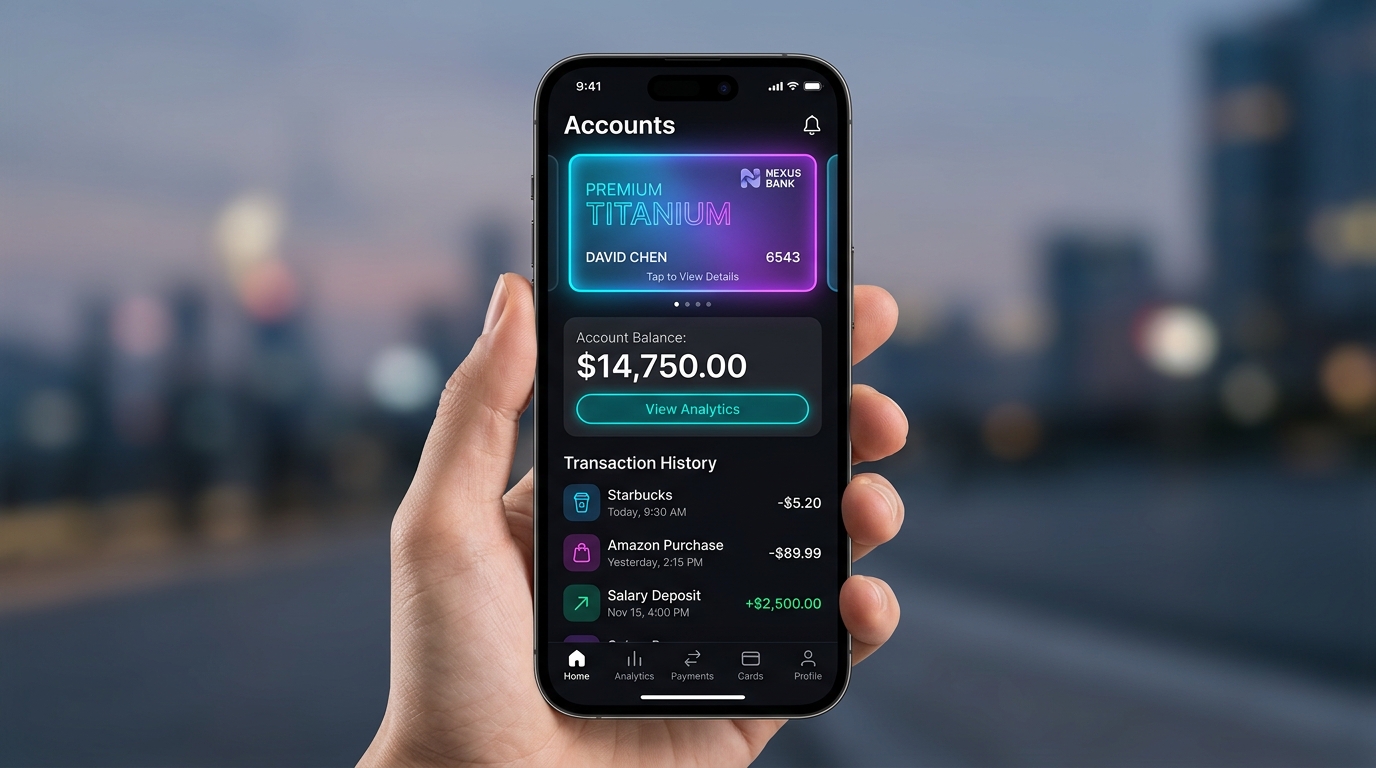 9:41
Accounts
NEXUS
BANK
PREMIUM
TITANIUM
DAVID CHEN 6543
Tap to View Details
Account Balance:
$14,750.00
View Analytics
Transaction History
Starbucks
Today, 9:30 AM
-$5.20
Amazon Purchase
Yesterday, 2:15 PM
-$89.99
Salary Deposit
Nov 15, 4:00 PM
+$2,500.00
Home Analytics Payments Cards Profile